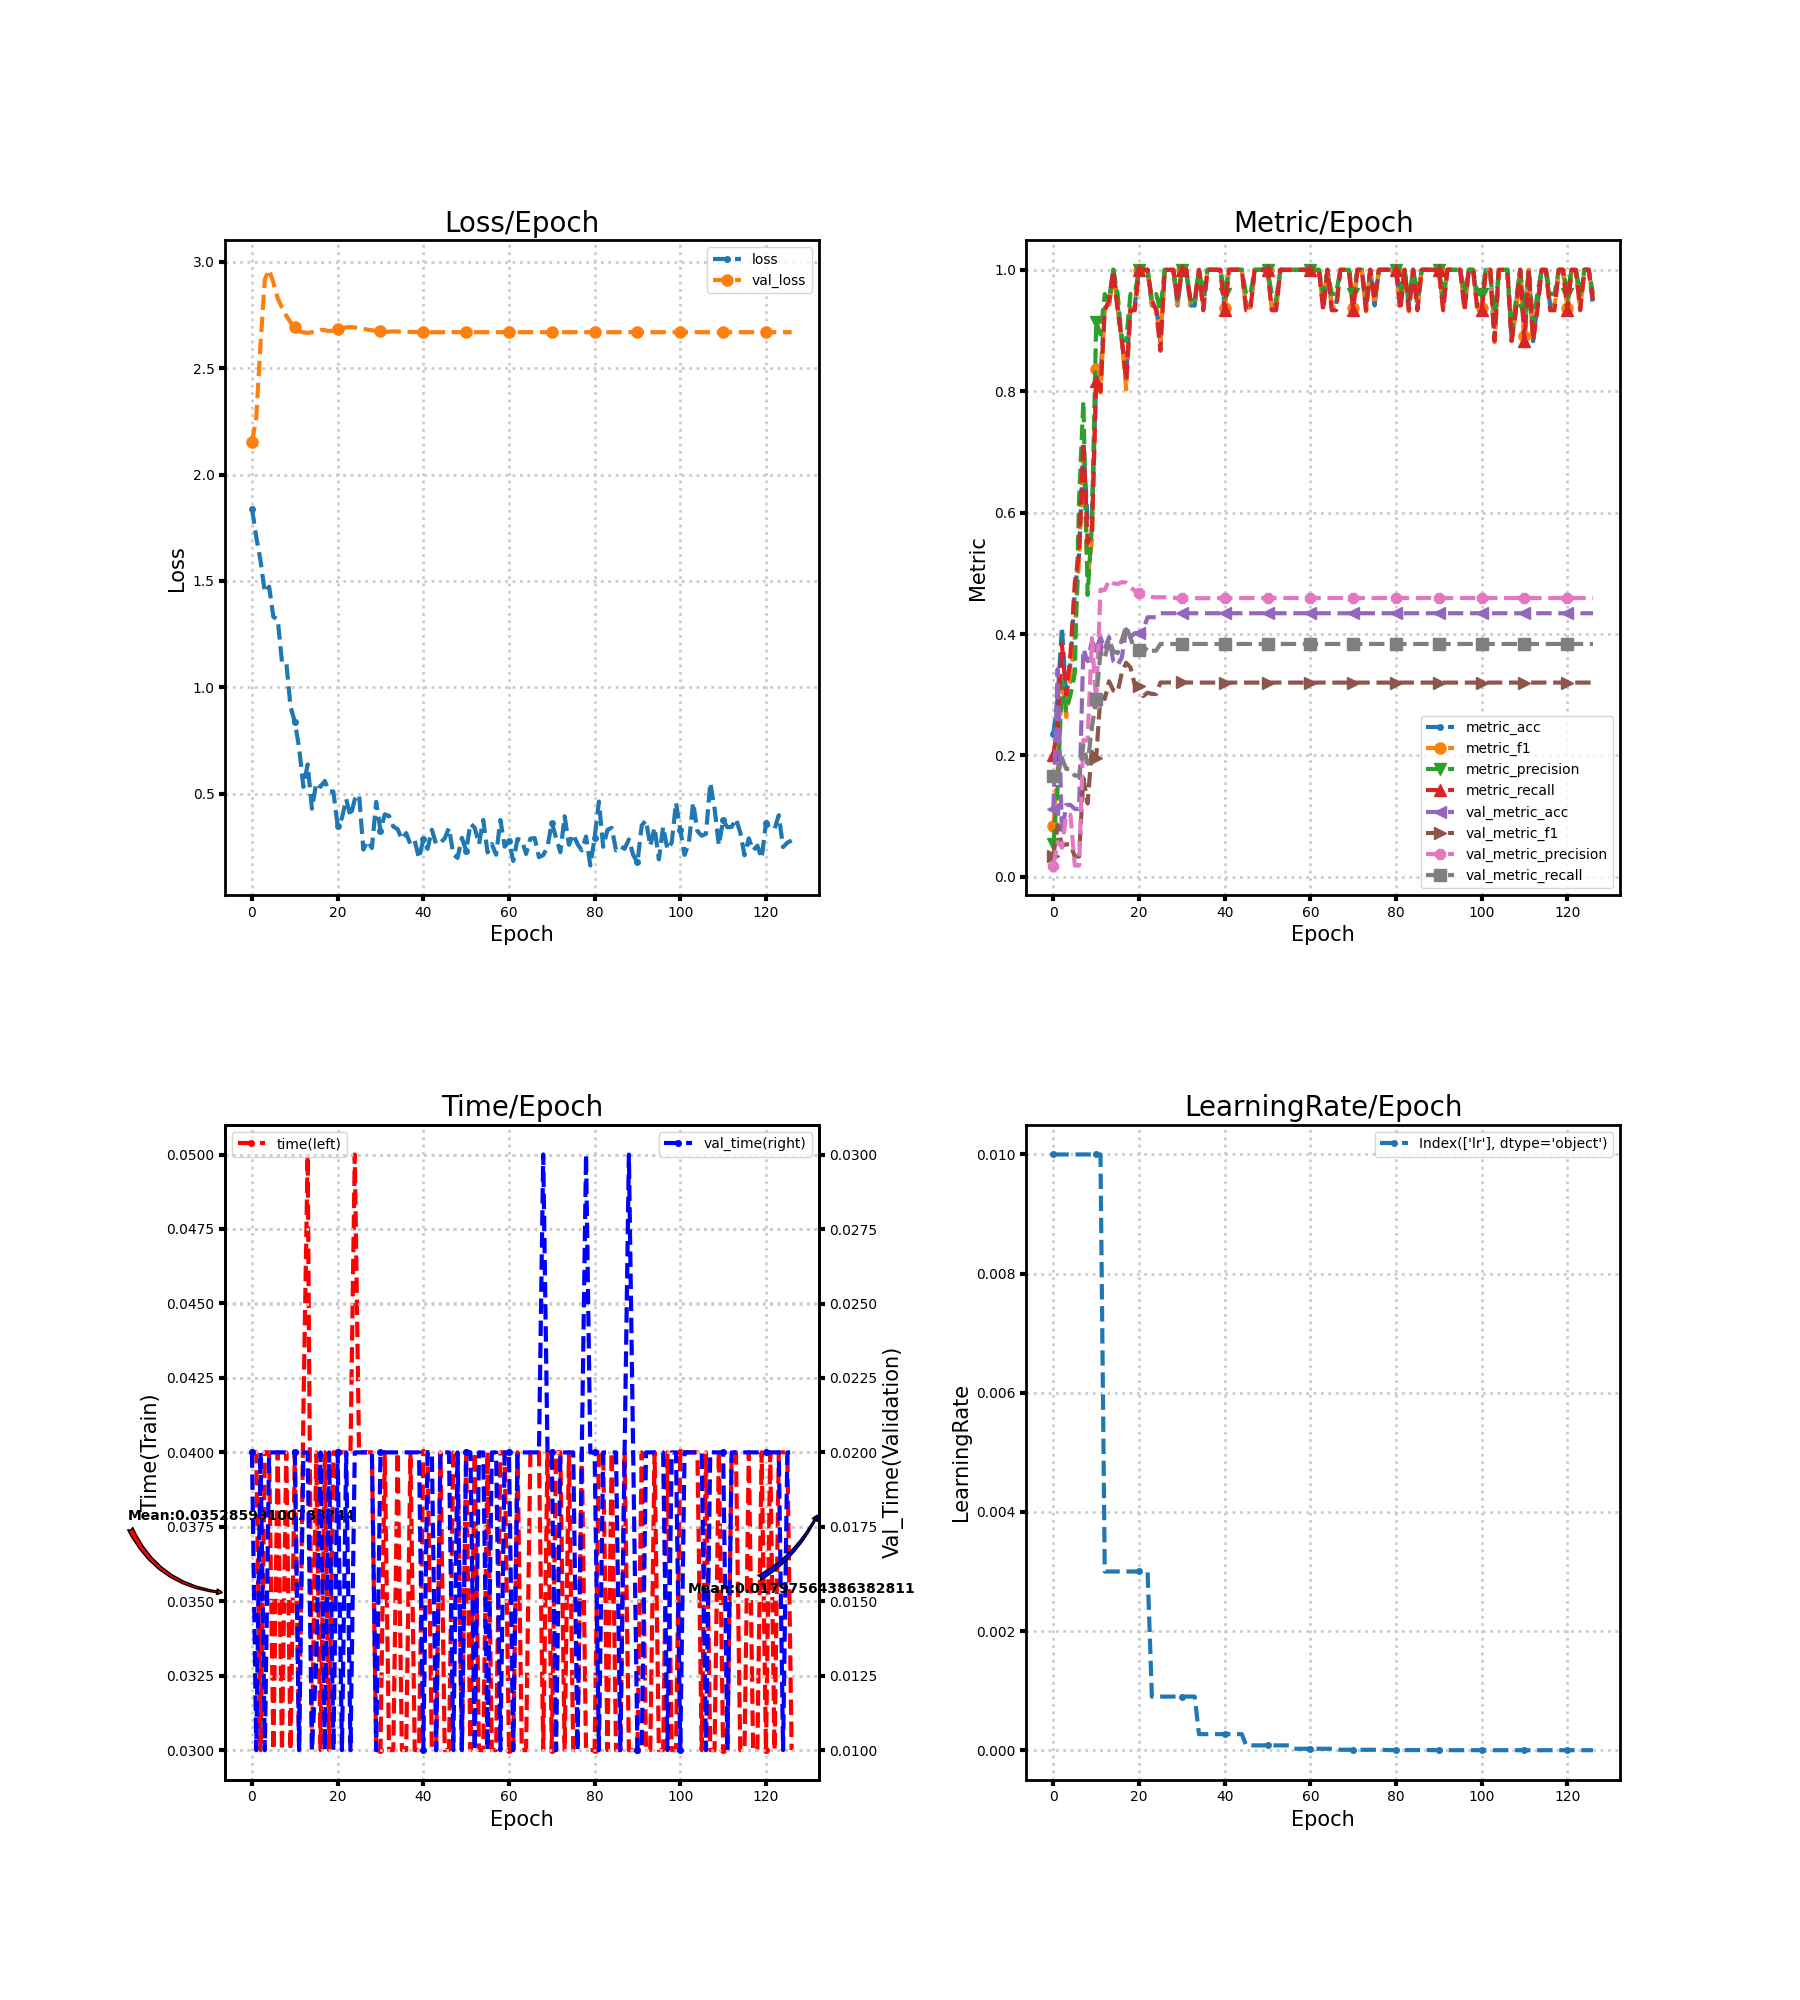 Loss/Epoch
3.0
2.5
2.0
1.5
1.0
0.5
Loss
loss
val_loss
0 20 40 60 80 100 120
Epoch
Metric/Epoch
1.0
0.8
0.6
0.4
0.2
0.0
Metric
metric_acc
metric_f1
metric_precision
metric_recall
val_metric_acc
val_metric_f1
val_metric_precision
val_metric_recall
0 20 40 60 80 100 120
Epoch
Time/Epoch
time(left)
val_time(right)
0.0500
0.0475
0.0450
0.0425
0.0400
0.0375
0.0350
0.0325
0.0300
Time(Train)
0.0300
0.0275
0.0250
0.0225
0.0200
0.0175
0.0150
0.0125
0.0100
Val_Time(Validation)
Mean:0.01797564386382811
0 20 40 60 80 100 120
Epoch
LearningRate/Epoch
Index(['lr'], dtype='object')
0.010
0.008
0.006
0.004
0.002
0.000
LearningRate
0 20 40 60 80 100 120
Epoch